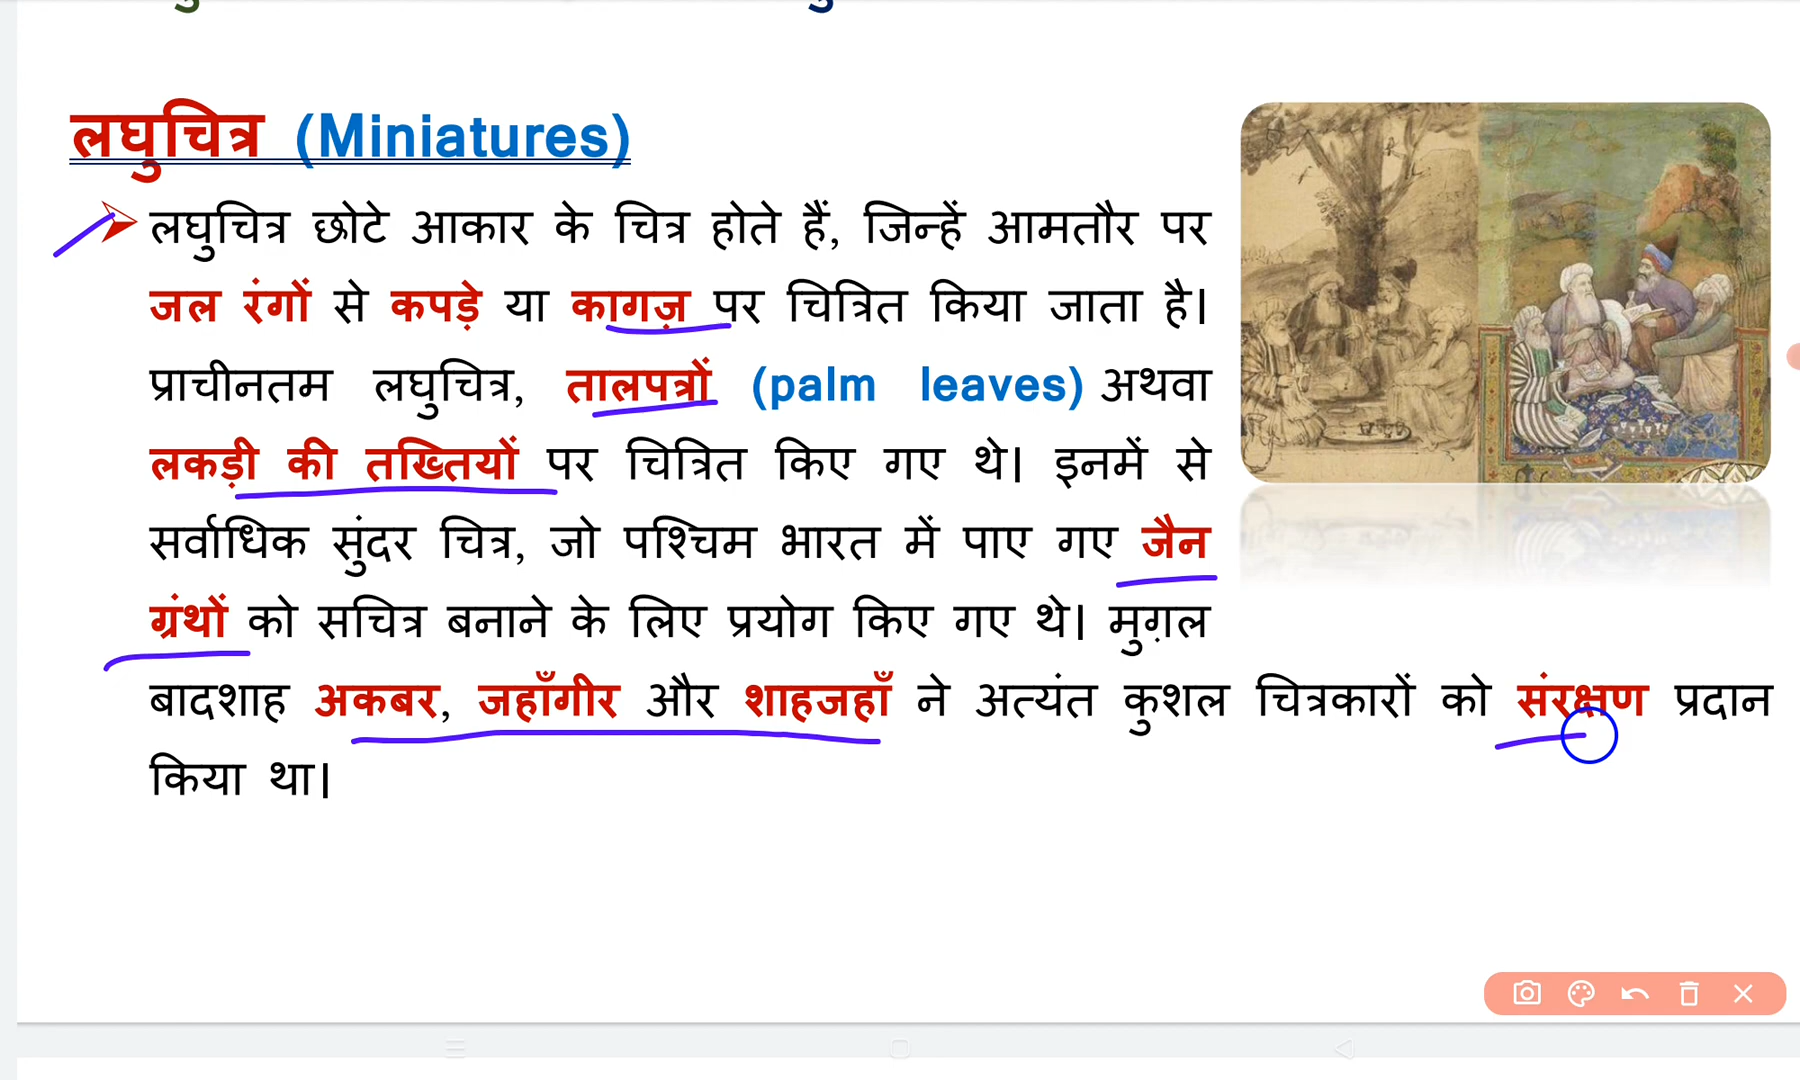 लघुचित्र (Miniatures)
लघुचित्र छोटे आकार के चित्र होते हैं, जिन्हें आमतौर पर
जल रंगों से कपड़े या कागज़ पर चित्रित किया जाता है।
प्राचीनतम लघुचित्र, तालपत्रों (palm leaves) अथवा
लकड़ी की तख्तियों पर चित्रित किए गए थे। इनमें से
सर्वाधिक सुंदर चित्र, जो पश्चिम भारत में पाए गए जैन
ग्रंथों को सचित्र बनाने के लिए प्रयोग किए गए थे। मुग़ल
बादशाह अकबर, जहाँगीर और शाहजहाँ ने अत्यंत कुशल चित्रकारों को संरक्षण प्रदान
किया था।